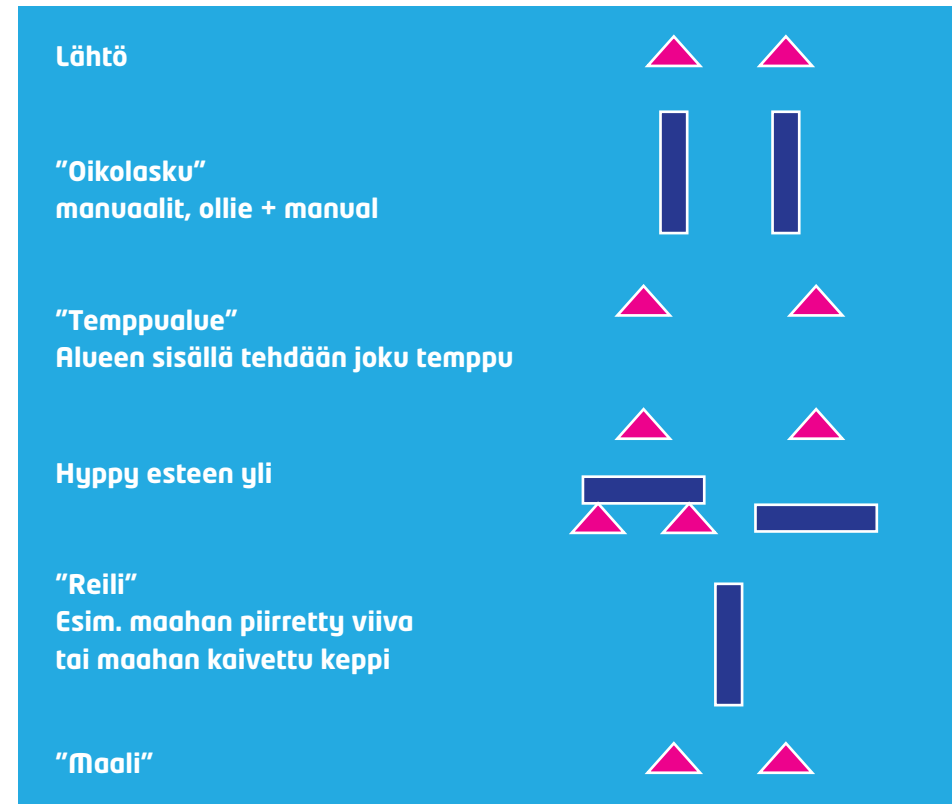 Lähtö
”Oikolasku”
manuaalit, ollie + manual
”Temppualue”
Alueen sisällä tehdään joku temppu
Hyppy esteen yli
”Reili”
Esim. maahan piirretty viiva
tai maahan kaivettu keppi
”Maali”